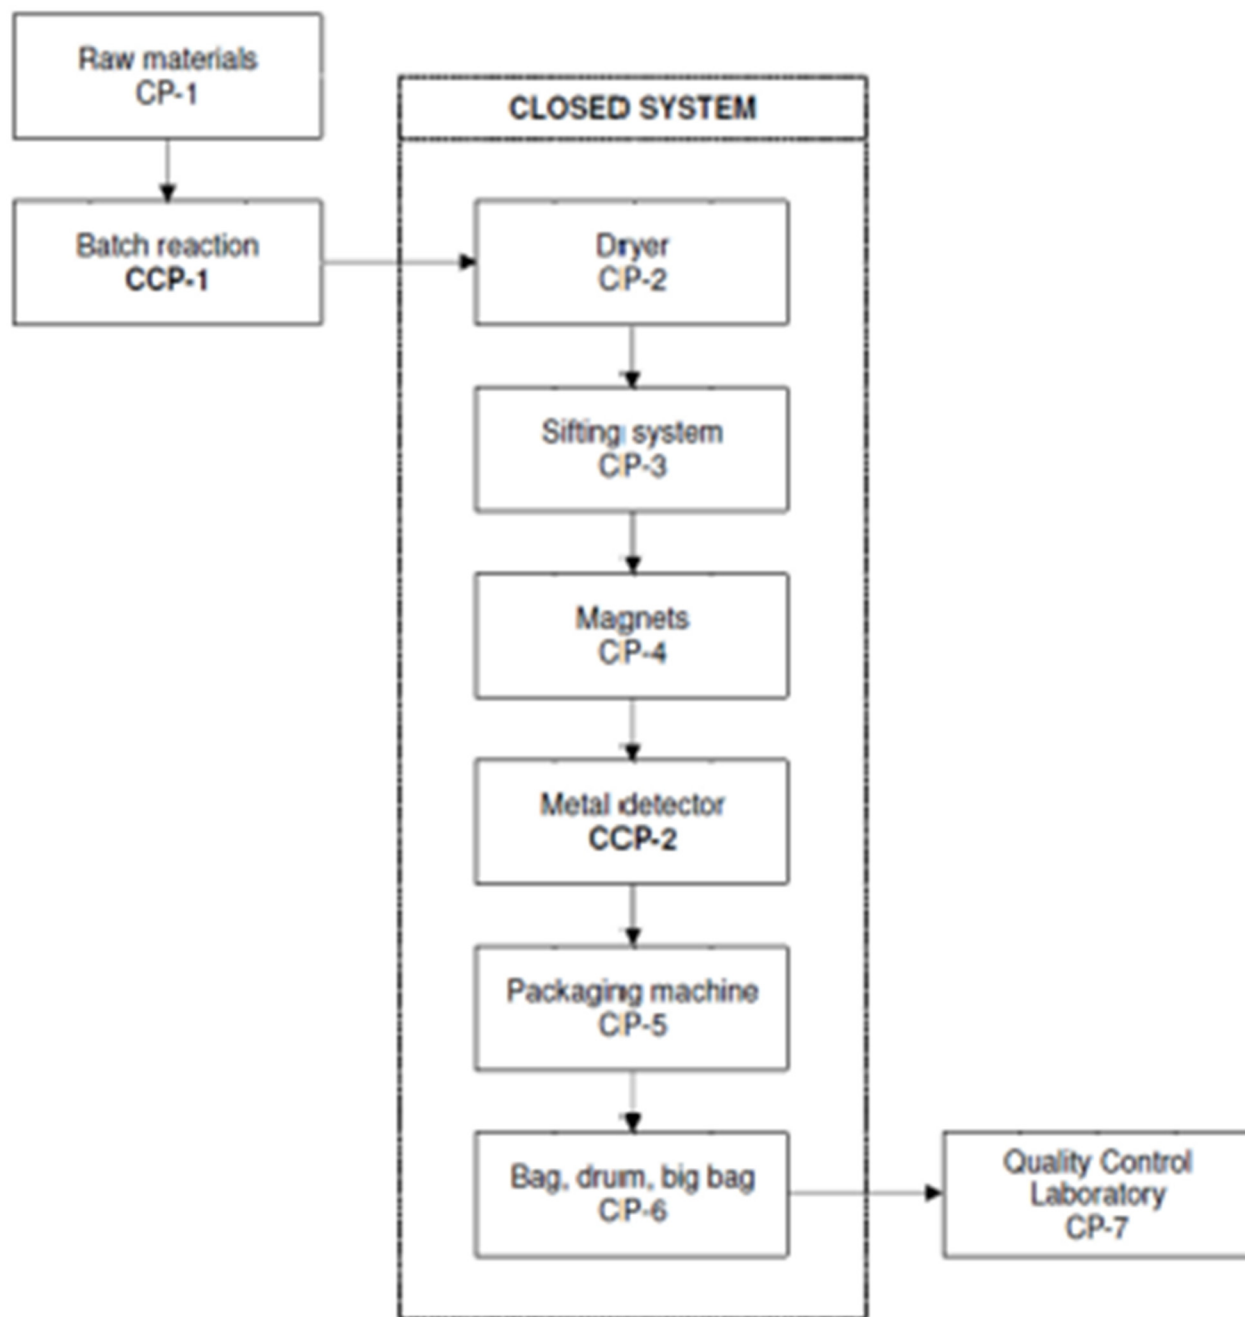 Raw materials
CP-1
CLOSED SYSTEM
Batch reaction
CCP-1
Dryer
CP-2
Sifting system
CP-3
Magnets
CP-4
Metal detector
CCP-2
Packaging machine
CP-5
Bag, drum, big bag
CP-6
Quality Control
Laboratory
CP-7